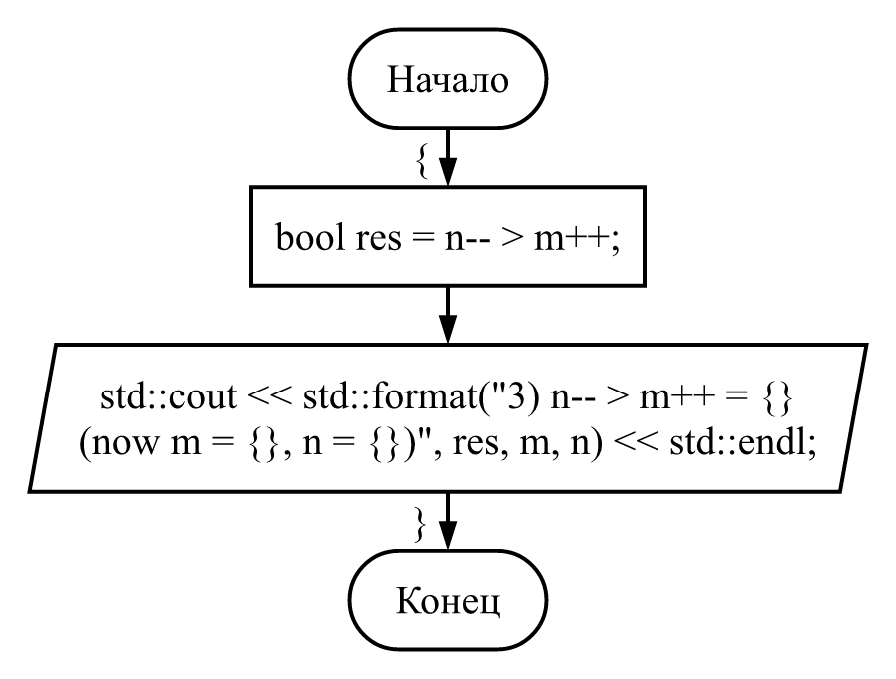 Начало
{
bool res = n-- > m++;
std::cout << std::format("3) n-- > m++ = {}
(now m = {}, n = {})", res, m, n) << std::endl;
}
Конец